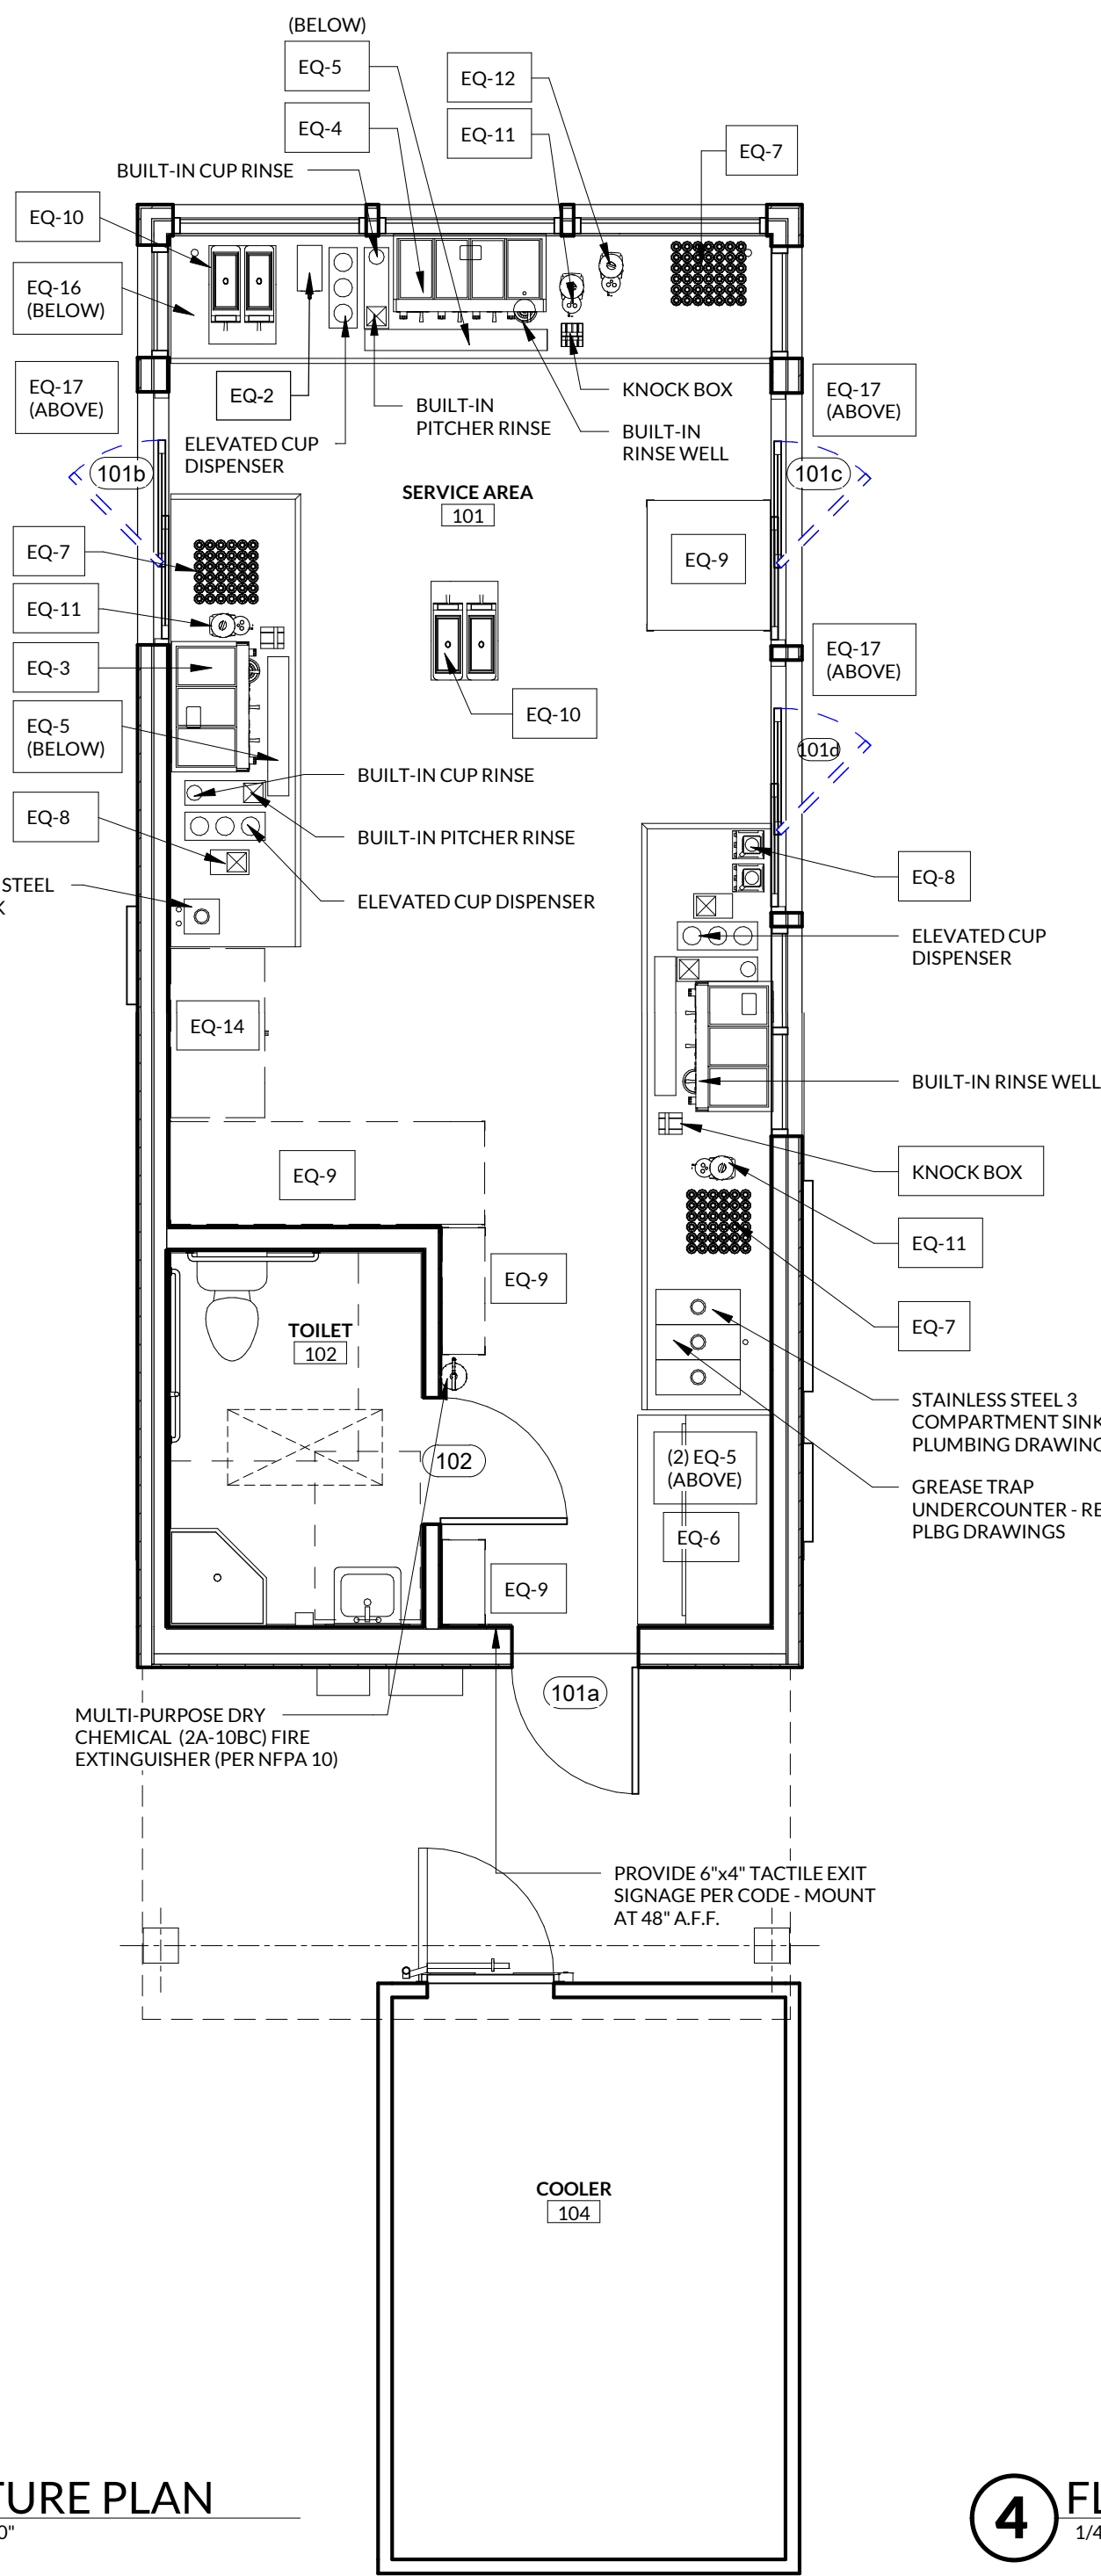 (BELOW)
EQ-5
EQ-12
EQ-4
EQ-11
EQ-7
BUILT-IN CUP RINSE
EQ-10
EQ-16
(BELOW)
EQ-17
(ABOVE)
EQ-2
ELEVATED CUP
DISPENSER
BUILT-IN
PITCHER RINSE
KNOCK BOX
BUILT-IN
RINSE WELL
EQ-17
(ABOVE)
101b
SERVICE AREA
101
101c
EQ-7
EQ-9
EQ-11
EQ-3
EQ-17
(ABOVE)
EQ-5
(BELOW)
EQ-10
101d
BUILT-IN CUP RINSE
EQ-8
BUILT-IN PITCHER RINSE
STEEL
K
ELEVATED CUP DISPENSER
EQ-8
ELEVATED CUP
DISPENSER
EQ-14
BUILT-IN RINSE WELL
EQ-9
KNOCK BOX
EQ-11
EQ-9
TOILET
102
EQ-7
STAINLESS STEEL 3
COMPARTMENT SINK
PLUMBING DRAWING
102
(2) EQ-5
(ABOVE)
GREASE TRAP
UNDERCOUNTER - RE
PLBG DRAWINGS
EQ-6
EQ-9
101a
MULTI-PURPOSE DRY
CHEMICAL (2A-10BC) FIRE
EXTINGUISHER (PER NFPA 10)
PROVIDE 6"x4" TACTILE EXIT
SIGNAGE PER CODE - MOUNT
AT 48" A.F.F.
COOLER
104
TURE PLAN
0"
4
FL
1/4